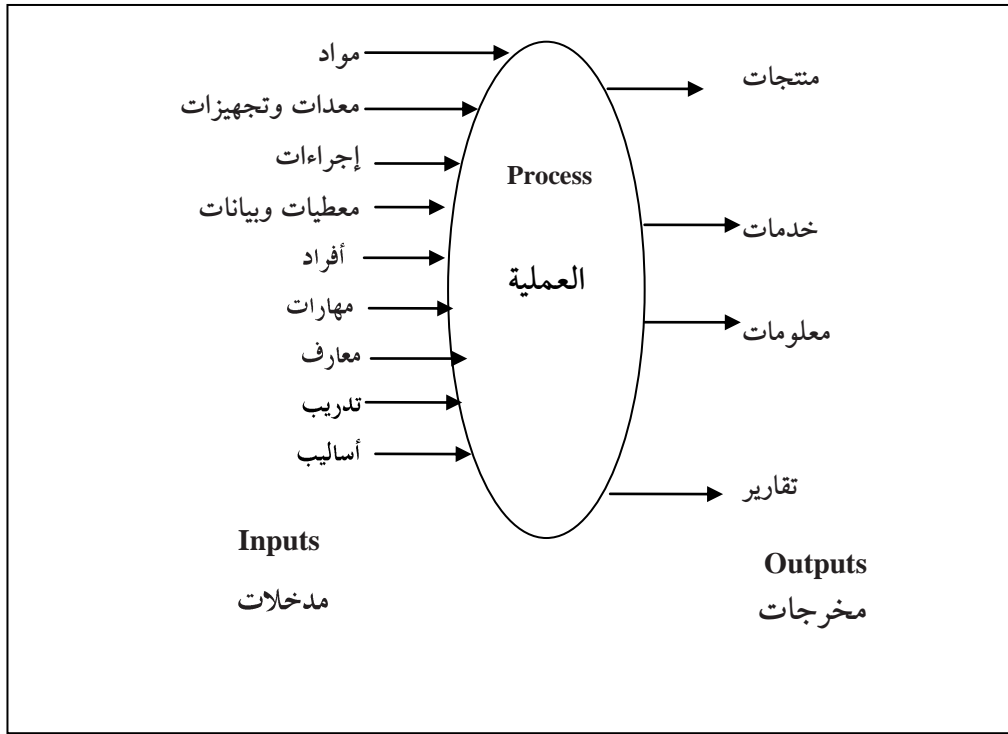 مواد
معدات وتجهيزات
إجراءات
معطيات وبيانات
أفراد
مهارات
معارف
تدريب
أساليب
Inputs
مدخلات
Process
العملية
منتجات
خدمات
معلومات
تقارير
Outputs
مخرجات